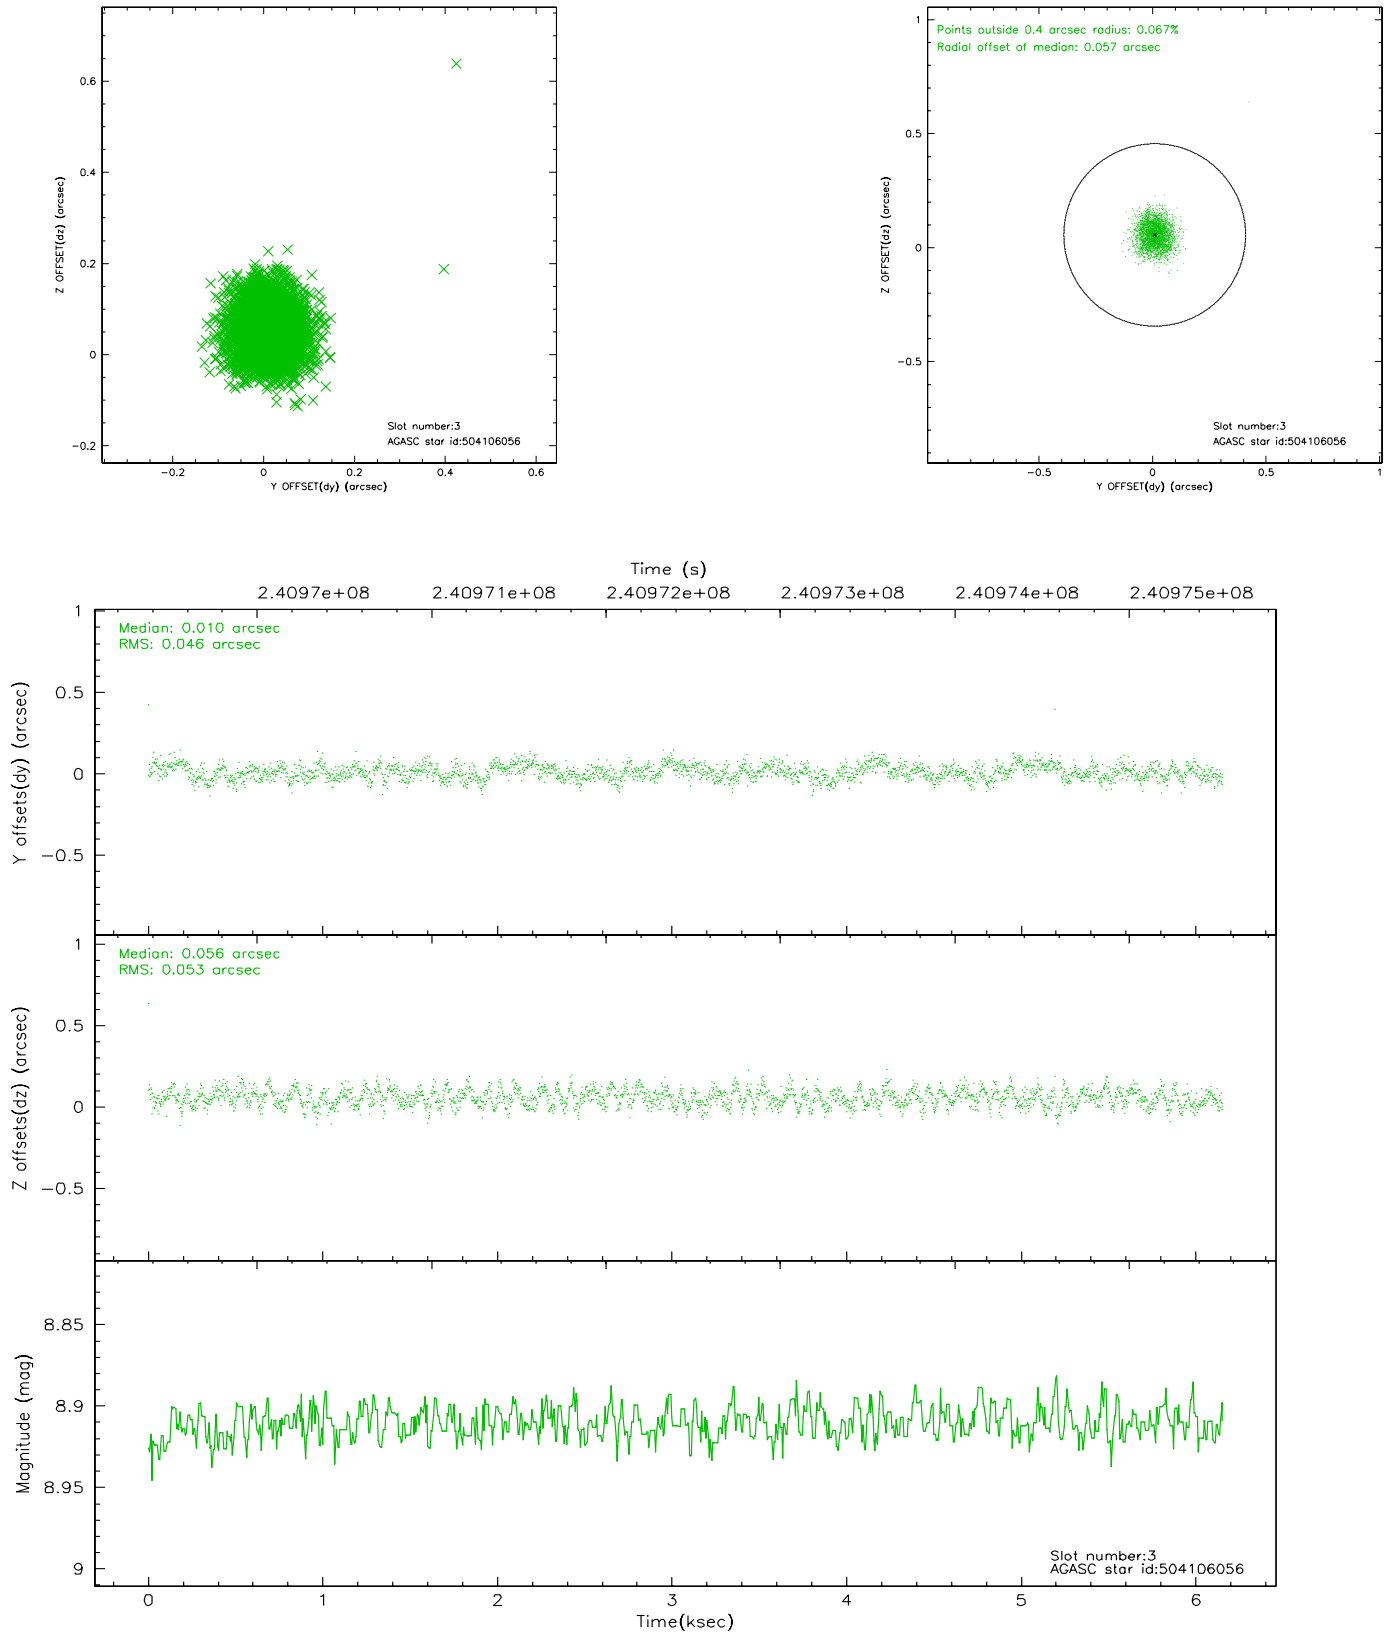 0.6
0.4
0.2
0
−0.2
Z OFFSET(dz) (arcsec)
−0.2 0 0.2 0.4 0.6
Y OFFSET(dy) (arcsec)
Slot number:3
AGASC star id:504106056
Points outside 0.4 arcsec radius: 0.067%
Radial offset of median: 0.057 arcsec
1
0.5
0
−0.5
Z OFFSET(dz) (arcsec)
−0.5 0 0.5 1
Y OFFSET(dy) (arcsec)
Slot number:3
AGASC star id:504106056
Time (s)
2.4097e+08 2.40971e+08 2.40972e+08 2.40973e+08 2.40974e+08 2.40975e+08
Median: 0.010 arcsec
RMS: 0.046 arcsec
1
0.5
0
−0.5
Y offsets(dy) (arcsec)
Median: 0.056 arcsec
RMS: 0.053 arcsec
1
0.5
0
−0.5
Z offsets(dz) (arcsec)
8.85
8.9
8.95
9
Magnitude (mag)
Slot number:3
AGASC star id:504106056
0 1 2 3 4 5 6
Time(ksec)